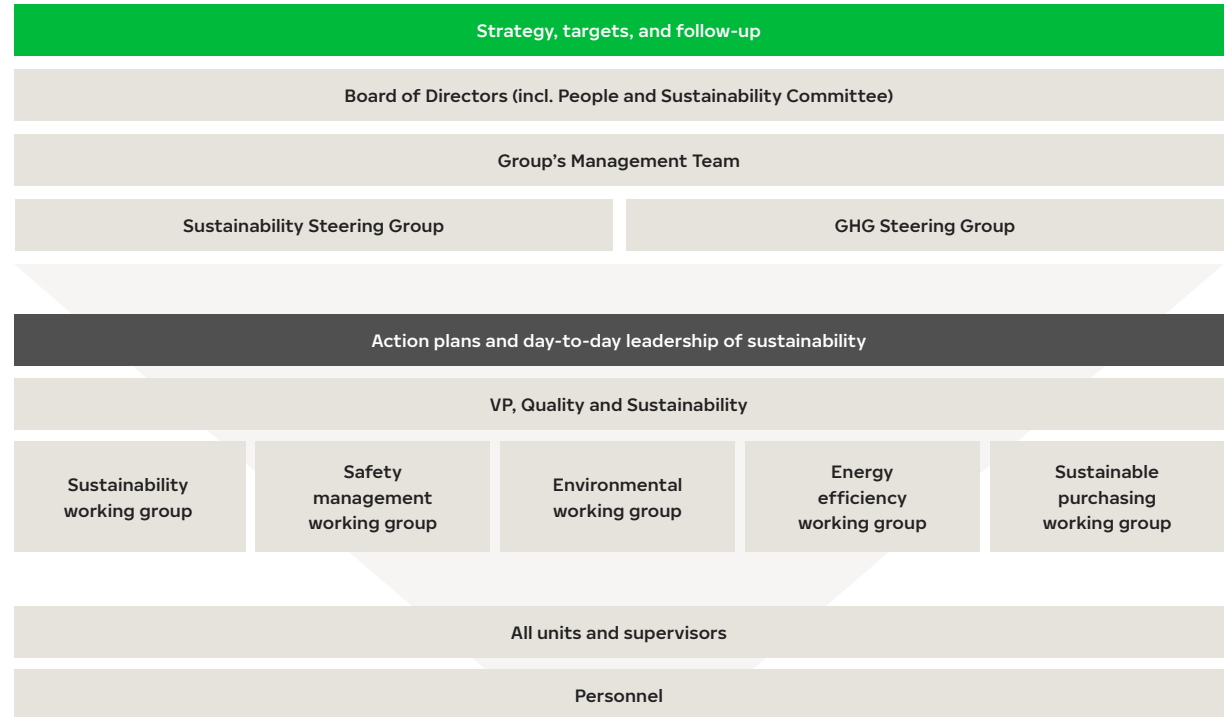 Strategy, targets, and follow-up
Board of Directors (incl. People and Sustainability Committee)
Group’s Management Team
Sustainability Steering Group
GHG Steering Group
Action plans and day-to-day leadership of sustainability
VP, Quality and Sustainability
Sustainability
working group
Safety
management
working group
Environmental
working group
Energy
efficiency
working group
Sustainable
purchasing
working group
All units and supervisors
Personnel